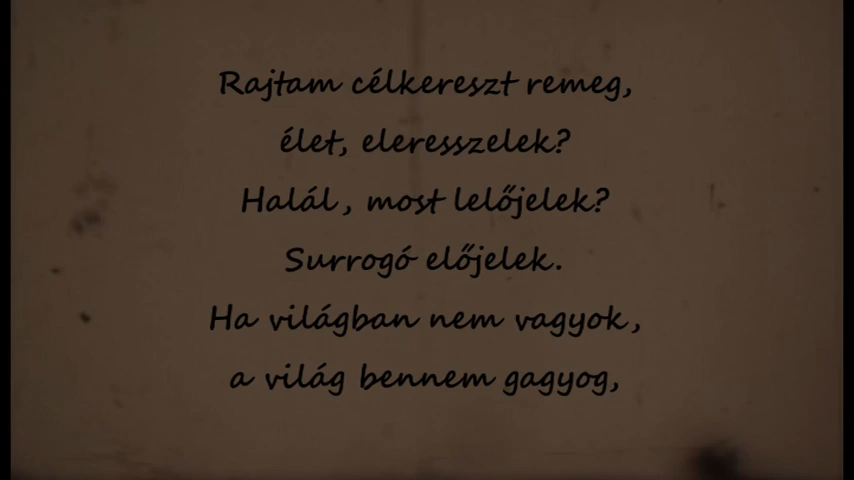 Rajtam célkereszt remeg,
élet, eleresszelek?
Halál, most lelőjelek?
Surrogó előjelek.
Ha világban nem vagyok,
a világ bennem gagyog,